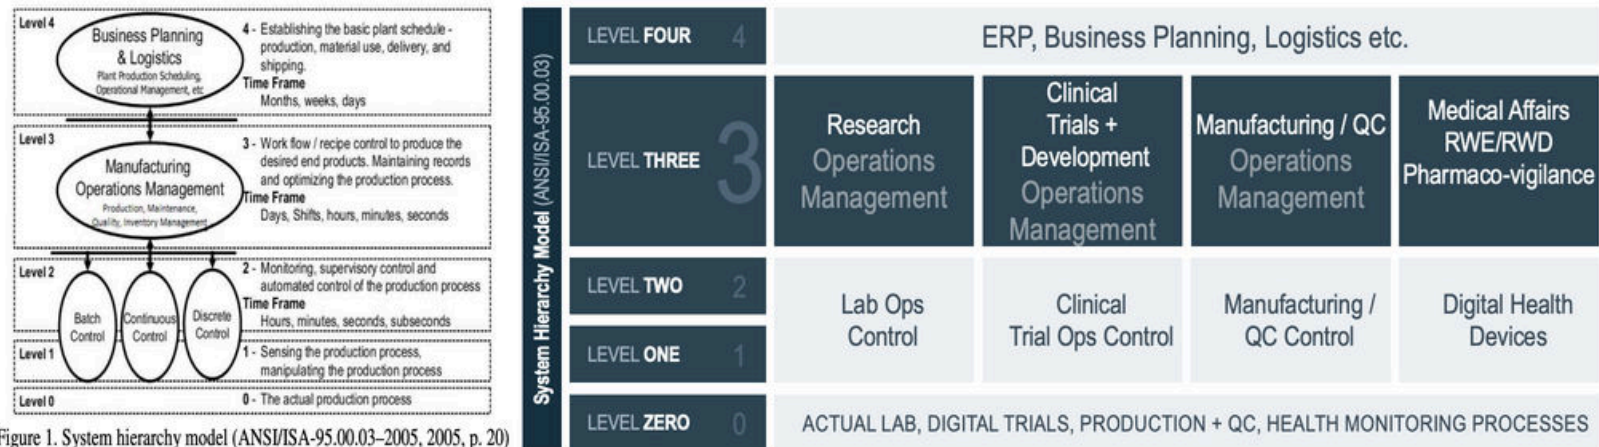 Level 4
Business Planning
& Logistics
Plant Production Scheduling,
Operational Management, etc
4 - Establishing the basic plant schedule -
production, material use, delivery, and
shipping.
Time Frame
Months, weeks, days
Level 3
Manufacturing
Operations Management
Production, Maintenance,
Quality, Inventory Management
3 - Work flow / recipe control to produce the
desired end products. Maintaining records
and optimizing the production process.
Time Frame
Days, Shifts, hours, minutes, seconds
Level 2
Batch
Control
Continuous
Control
Discrete
Control
2 - Monitoring, supervisory control and
automated control of the production process
Time Frame
Hours, minutes, seconds, subseconds
Level 1
1 - Sensing the production process,
manipulating the production process
Level 0
0 - The actual production process
Figure 1. System hierarchy model (ANSI/ISA-95.00.03–2005, 2005, p. 20)
System Hierarchy Model (ANSI/ISA-95.00.03)
LEVEL FOUR 4
ERP, Business Planning, Logistics etc.
LEVEL THREE 3
Research
Operations
Management
Clinical
Trials +
Development
Operations
Management
Manufacturing / QC
Operations
Management
Medical Affairs
RWE/RWD
Pharmaco-vigilance
LEVEL TWO 2
LEVEL ONE 1
Lab Ops
Control
Clinical
Trial Ops Control
Manufacturing /
QC Control
Digital Health
Devices
LEVEL ZERO 0
ACTUAL LAB, DIGITAL TRIALS, PRODUCTION + QC, HEALTH MONITORING PROCESSES